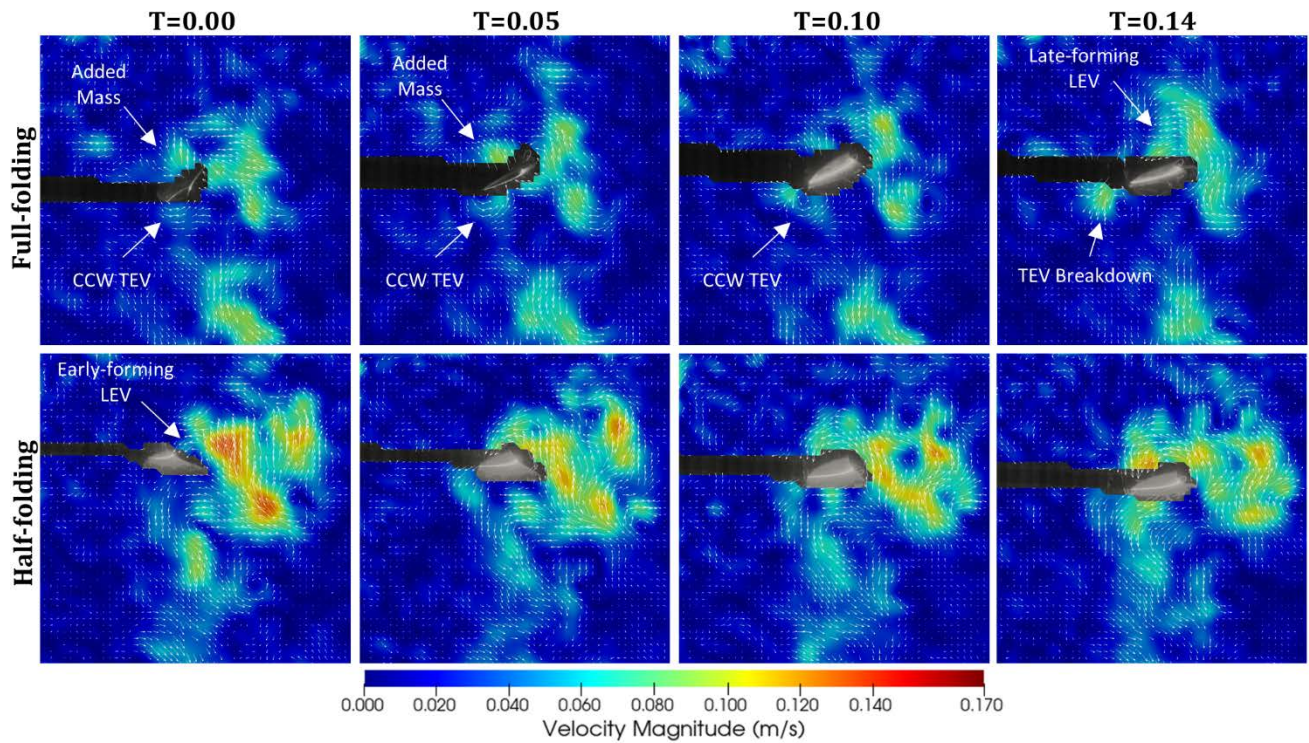 T=0.00
T=0.05
T=0.10
T=0.14
Full-folding
Added
Mass
CCW TEV
Added
Mass
CCW TEV
CCW TEV
Late-forming
LEV
TEV Breakdown
Half-folding
Early-forming
LEV
0.000
0.020
0.040
0.060
0.080
0.100
0.120
0.140
0.170
Velocity Magnitude (m/s)